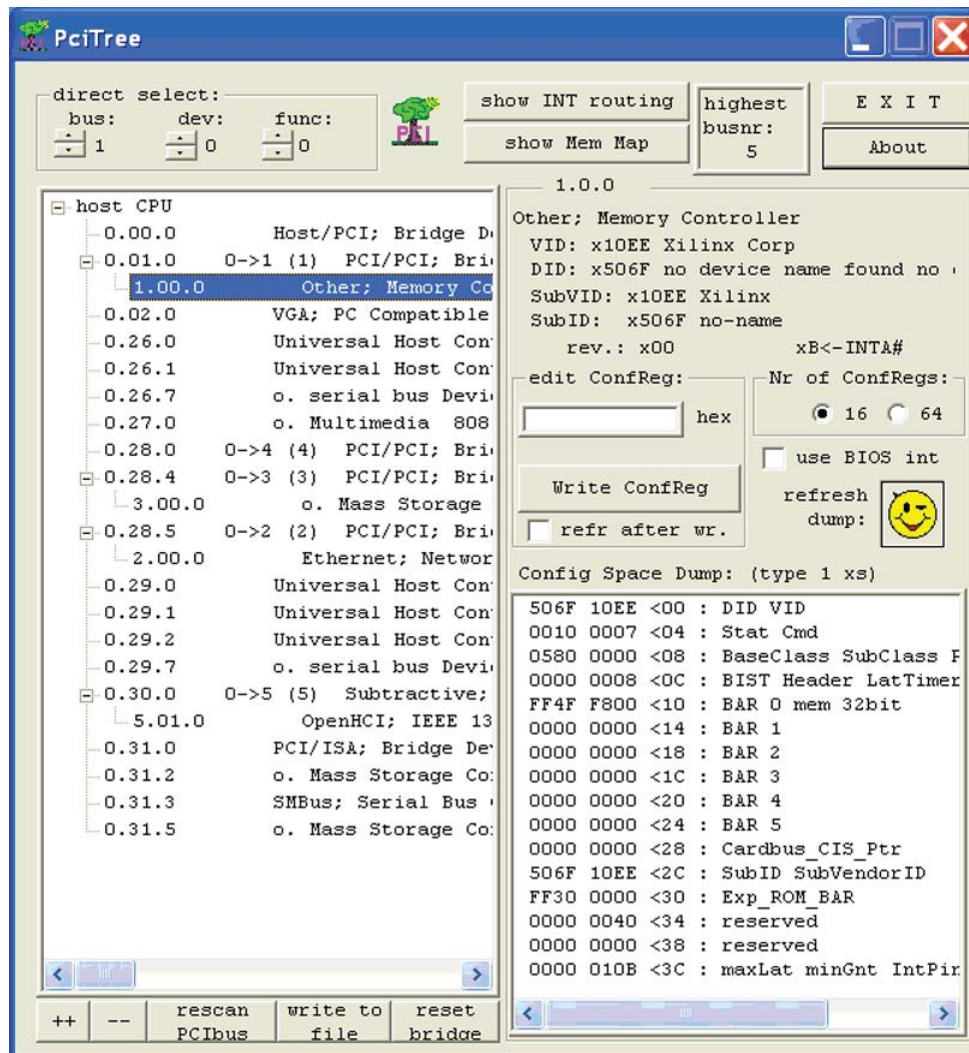 PciTree
direct select:
bus: dev: func:
1 0 0
PCI
show INT routing
show Mem Map
highest
busnr:
5
E X I T
About
host CPU
0.00.0 Host/PCI; Bridge D
0.01.0 0->1 (1) PCI/PCI; Bri
1.00.0 Other; Memory Co
0.02.0 VGA; PC Compatible
0.26.0 Universal Host Con
0.26.1 Universal Host Con
0.26.7 o. serial bus Devi
0.27.0 o. Multimedia 808
0.28.0 0->4 (4) PCI/PCI; Bri
0.28.4 0->3 (3) PCI/PCI; Bri
3.00.0 o. Mass Storage
0.28.5 0->2 (2) PCI/PCI; Bri
2.00.0 Ethernet; Networ
0.29.0 Universal Host Con
0.29.1 Universal Host Con
0.29.2 Universal Host Con
0.29.7 o. serial bus Devi
0.30.0 0->5 (5) Subtractive;
5.01.0 OpenHCI; IEEE 13
0.31.0 PCI/ISA; Bridge De
0.31.2 o. Mass Storage Co
0.31.3 SMBus; Serial Bus
0.31.5 o. Mass Storage Co
++ -- rescan PCIbus write to file reset bridge
1.0.0
Other; Memory Controller
VID: x10EE Xilinx Corp
DID: x506F no device name found no
SubVID: x10EE Xilinx
SubID: x506F no-name
rev.: x00 xB<-INTA#
edit ConfReg:
hex
Write ConfReg
refr after wr.
Nr of ConfRegs:
16 64
use BIOS int
refresh
dump:
Config Space Dump: (type 1 xs)
506F 10EE <00 : DID VID
0010 0007 <04 : Stat Cmd
0580 0000 <08 : BaseClass SubClass
0000 0008 <0C : BIST Header LatTimer
FF4F F800 <10 : BAR 0 mem 32bit
0000 0000 <14 : BAR 1
0000 0000 <18 : BAR 2
0000 0000 <1C : BAR 3
0000 0000 <20 : BAR 4
0000 0000 <24 : BAR 5
0000 0000 <28 : Cardbus_CIS_Ptr
506F 10EE <2C : SubID SubVendorID
FF30 0000 <30 : Exp_ROM_BAR
0000 0040 <34 : reserved
0000 0000 <38 : reserved
0000 010B <3C : maxLat minGnt IntPin